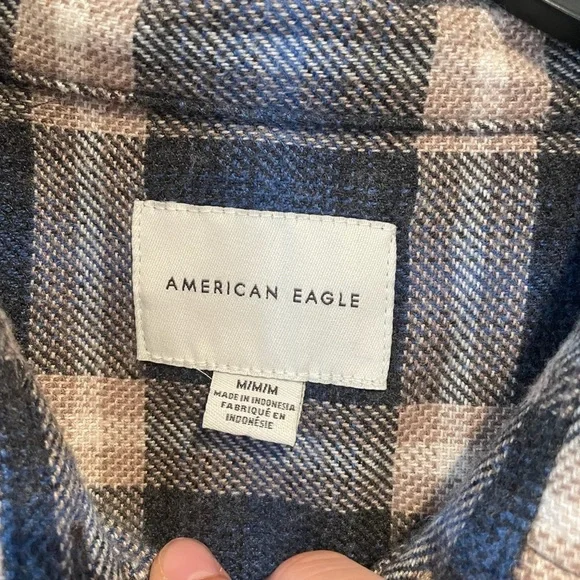 AMERICAN EAGLE
M/M/M
MADE IN INDONESIA
FABRIQUÉ EN
INDONÉSIE